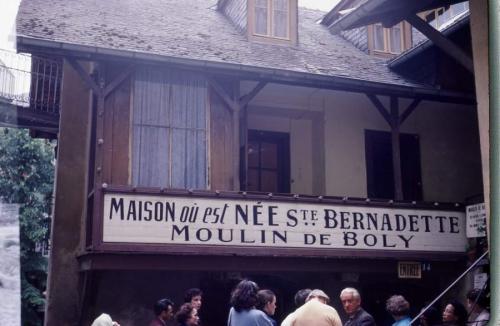 MAISON où est NÉE STE BERNADETTE
MOULIN DE BOLY
ENTRÉE